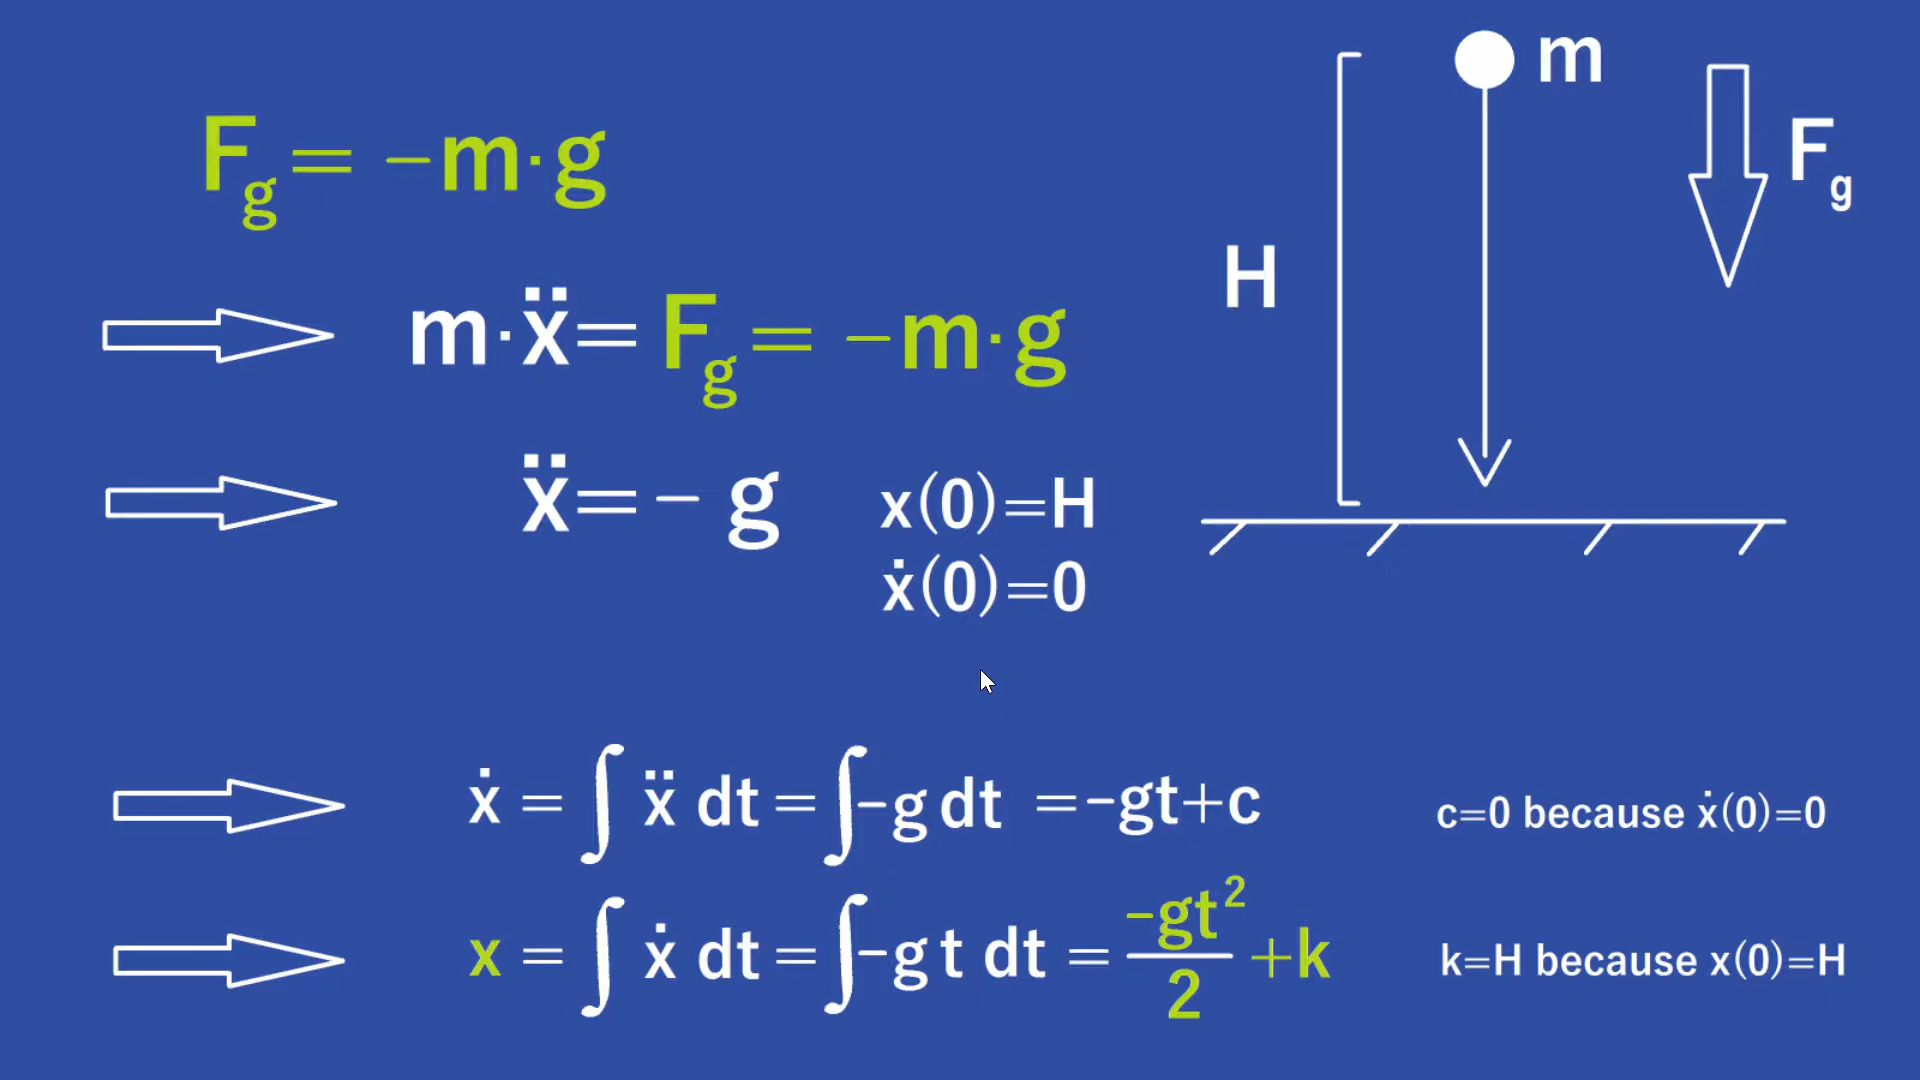 F_g = −m·g
m·ẍ = F_g = −m·g
ẍ = − g
x(0)=H
ẋ(0)=0
m
F_g
H
ẋ = ∫ ẍ dt = ∫−g dt = −gt+c
c=0 because ẋ(0)=0
x = ∫ ẋ dt = ∫−g t dt = −gt²/2 +k
k=H because x(0)=H